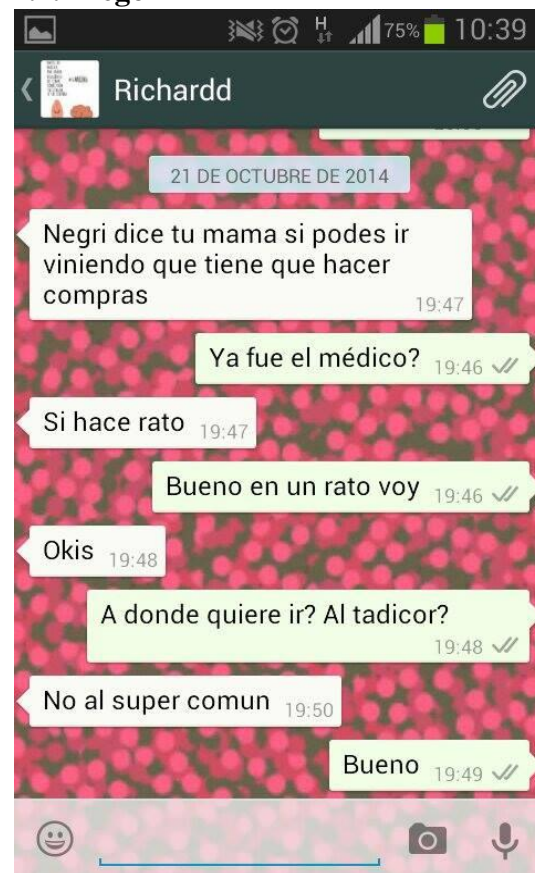 75% 10:39
Richardd
21 DE OCTUBRE DE 2014
Negri dice tu mama si podes ir
viniendo que tiene que hacer
compras
19:47
Ya fue el médico? 19:46
Si hace rato 19:47
Bueno en un rato voy 19:46
Okis 19:48
A donde quiere ir? Al tadicor?
19:48
No al super comun 19:50
Bueno 19:49